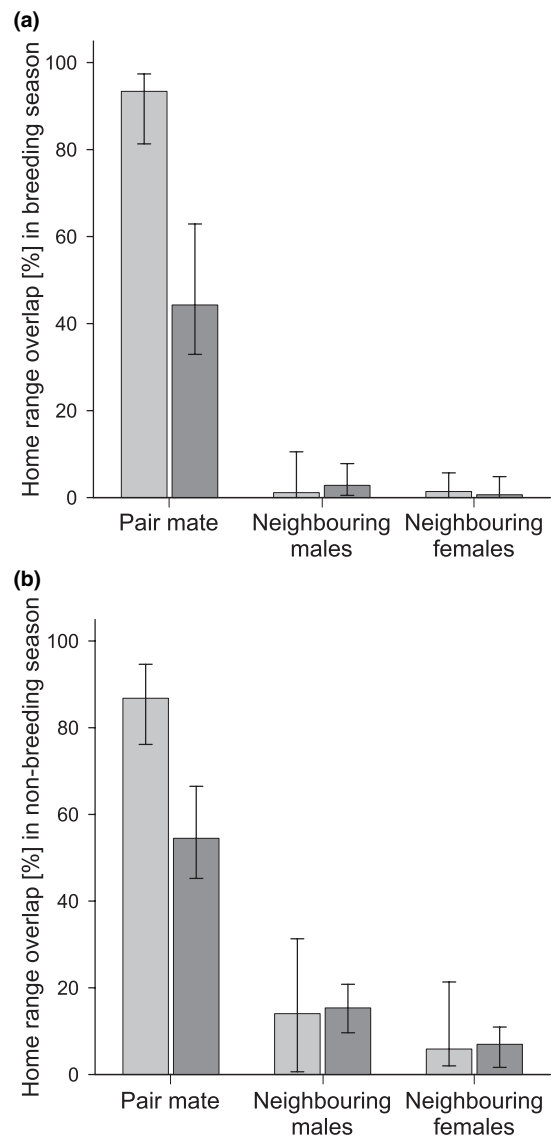 (a)
Home range overlap [%] in breeding season
100
80
60
40
20
0
Pair mate
Neighbouring
males
Neighbouring
females
(b)
Home range overlap [%] in non-breeding season
100
80
60
40
20
0
Pair mate
Neighbouring
males
Neighbouring
females